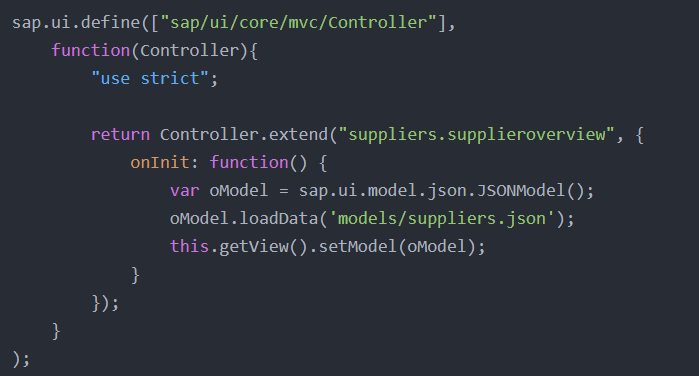 sap.ui.define(["sap/ui/core/mvc/Controller"],
    function(Controller){
        "use strict";
        return Controller.extend("suppliers.supplieroverview", {
            onInit: function() {
                var oModel = sap.ui.model.json.JSONModel();
                oModel.loadData('models/suppliers.json');
                this.getView().setModel(oModel);
            }
        });
    }
);